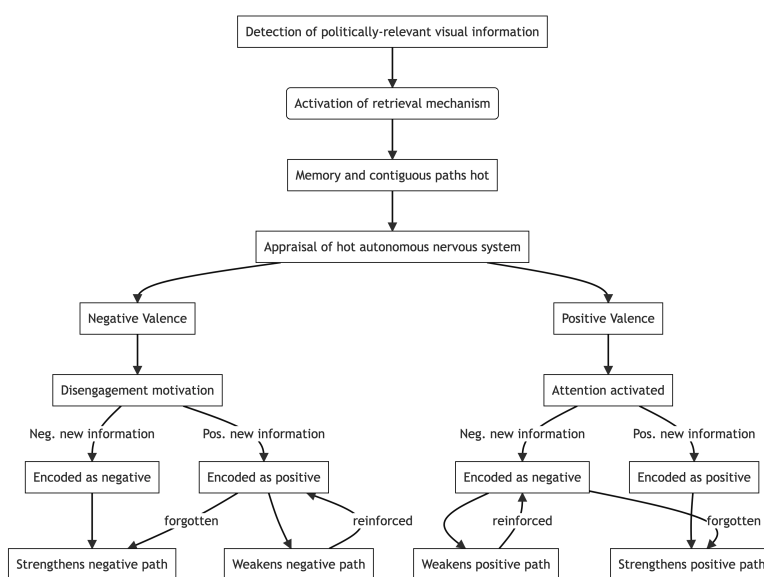 Detection of politically-relevant visual information
Activation of retrieval mechanism
Memory and contiguous paths hot
Appraisal of hot autonomous nervous system
Negative Valence
Positive Valence
Disengagement motivation
Attention activated
Neg. new information
Pos. new information
Neg. new information
Pos. new information
Encoded as negative
Encoded as positive
Encoded as negative
Encoded as positive
forgotten
reinforced
reinforced
forgotten
Strengthens negative path
Weakens negative path
Weakens positive path
Strengthens positive path